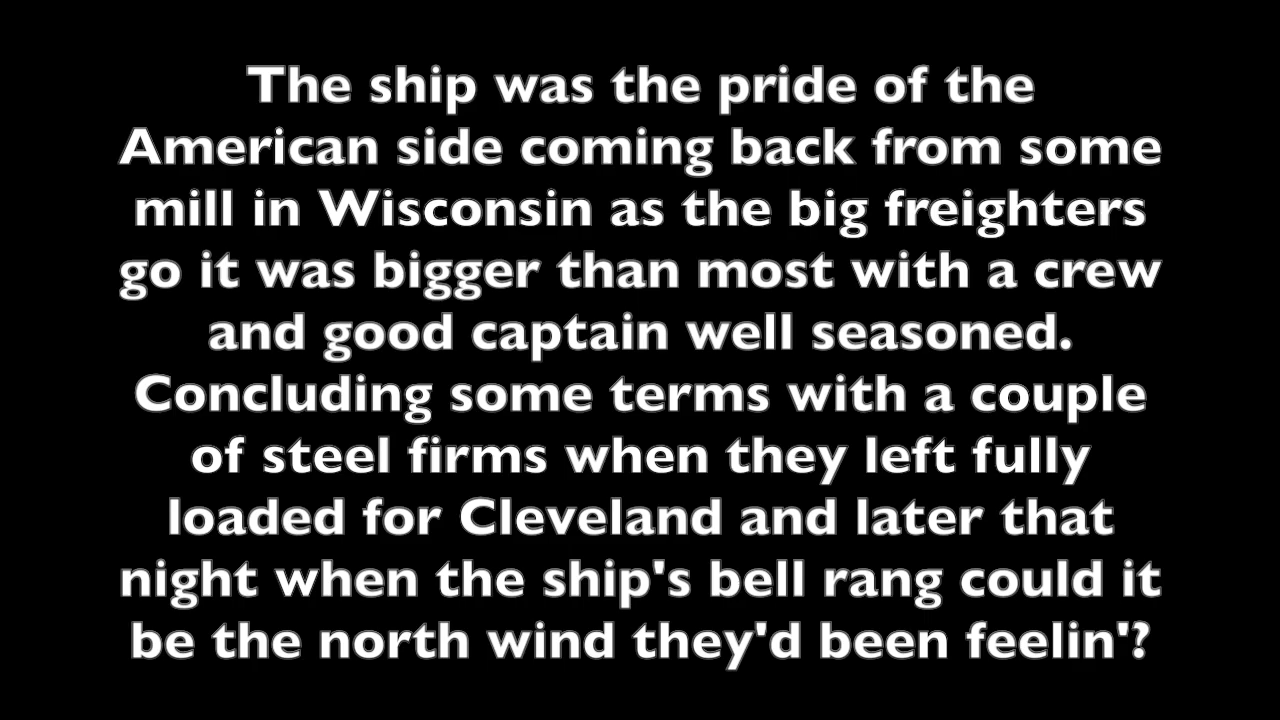 The ship was the pride of the
American side coming back from some
mill in Wisconsin as the big freighters
go it was bigger than most with a crew
and good captain well seasoned.
Concluding some terms with a couple
of steel firms when they left fully
loaded for Cleveland and later that
night when the ship's bell rang could it
be the north wind they'd been feelin'?